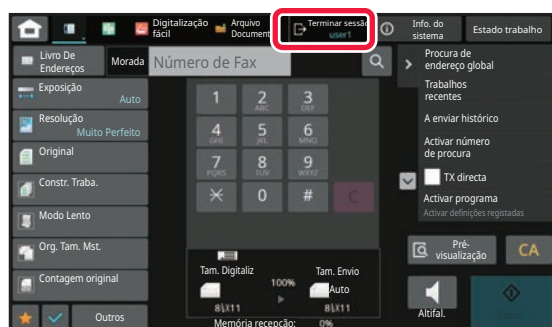 Digitalização fácil
Arquivo Document
Terminar sessão
user1
Info. do sistema
Estado trabalho
Livro De Endereços
Morada
Número de Fax
Procura de endereço global
Exposição
Auto
Resolução
Muito Perfeito
Original
Constr. Traba.
Modo Lento
Org. Tam. Mst.
Contagem original
Outros
1
2
ABC
3
DEF
4
GHI
5
JKL
6
MNO
7
PQRS
8
TUV
9
WXYZ
0
#
C
Tam. Digitaliz
100%
Tam. Envio
Auto
8½X11
8½X11
Memória recepção:
0%
Trabalhos recentes
A enviar histórico
Activar número de procura
TX directa
Activar programa
Activar definições registadas
Pré-visualização
CA
Altifal.